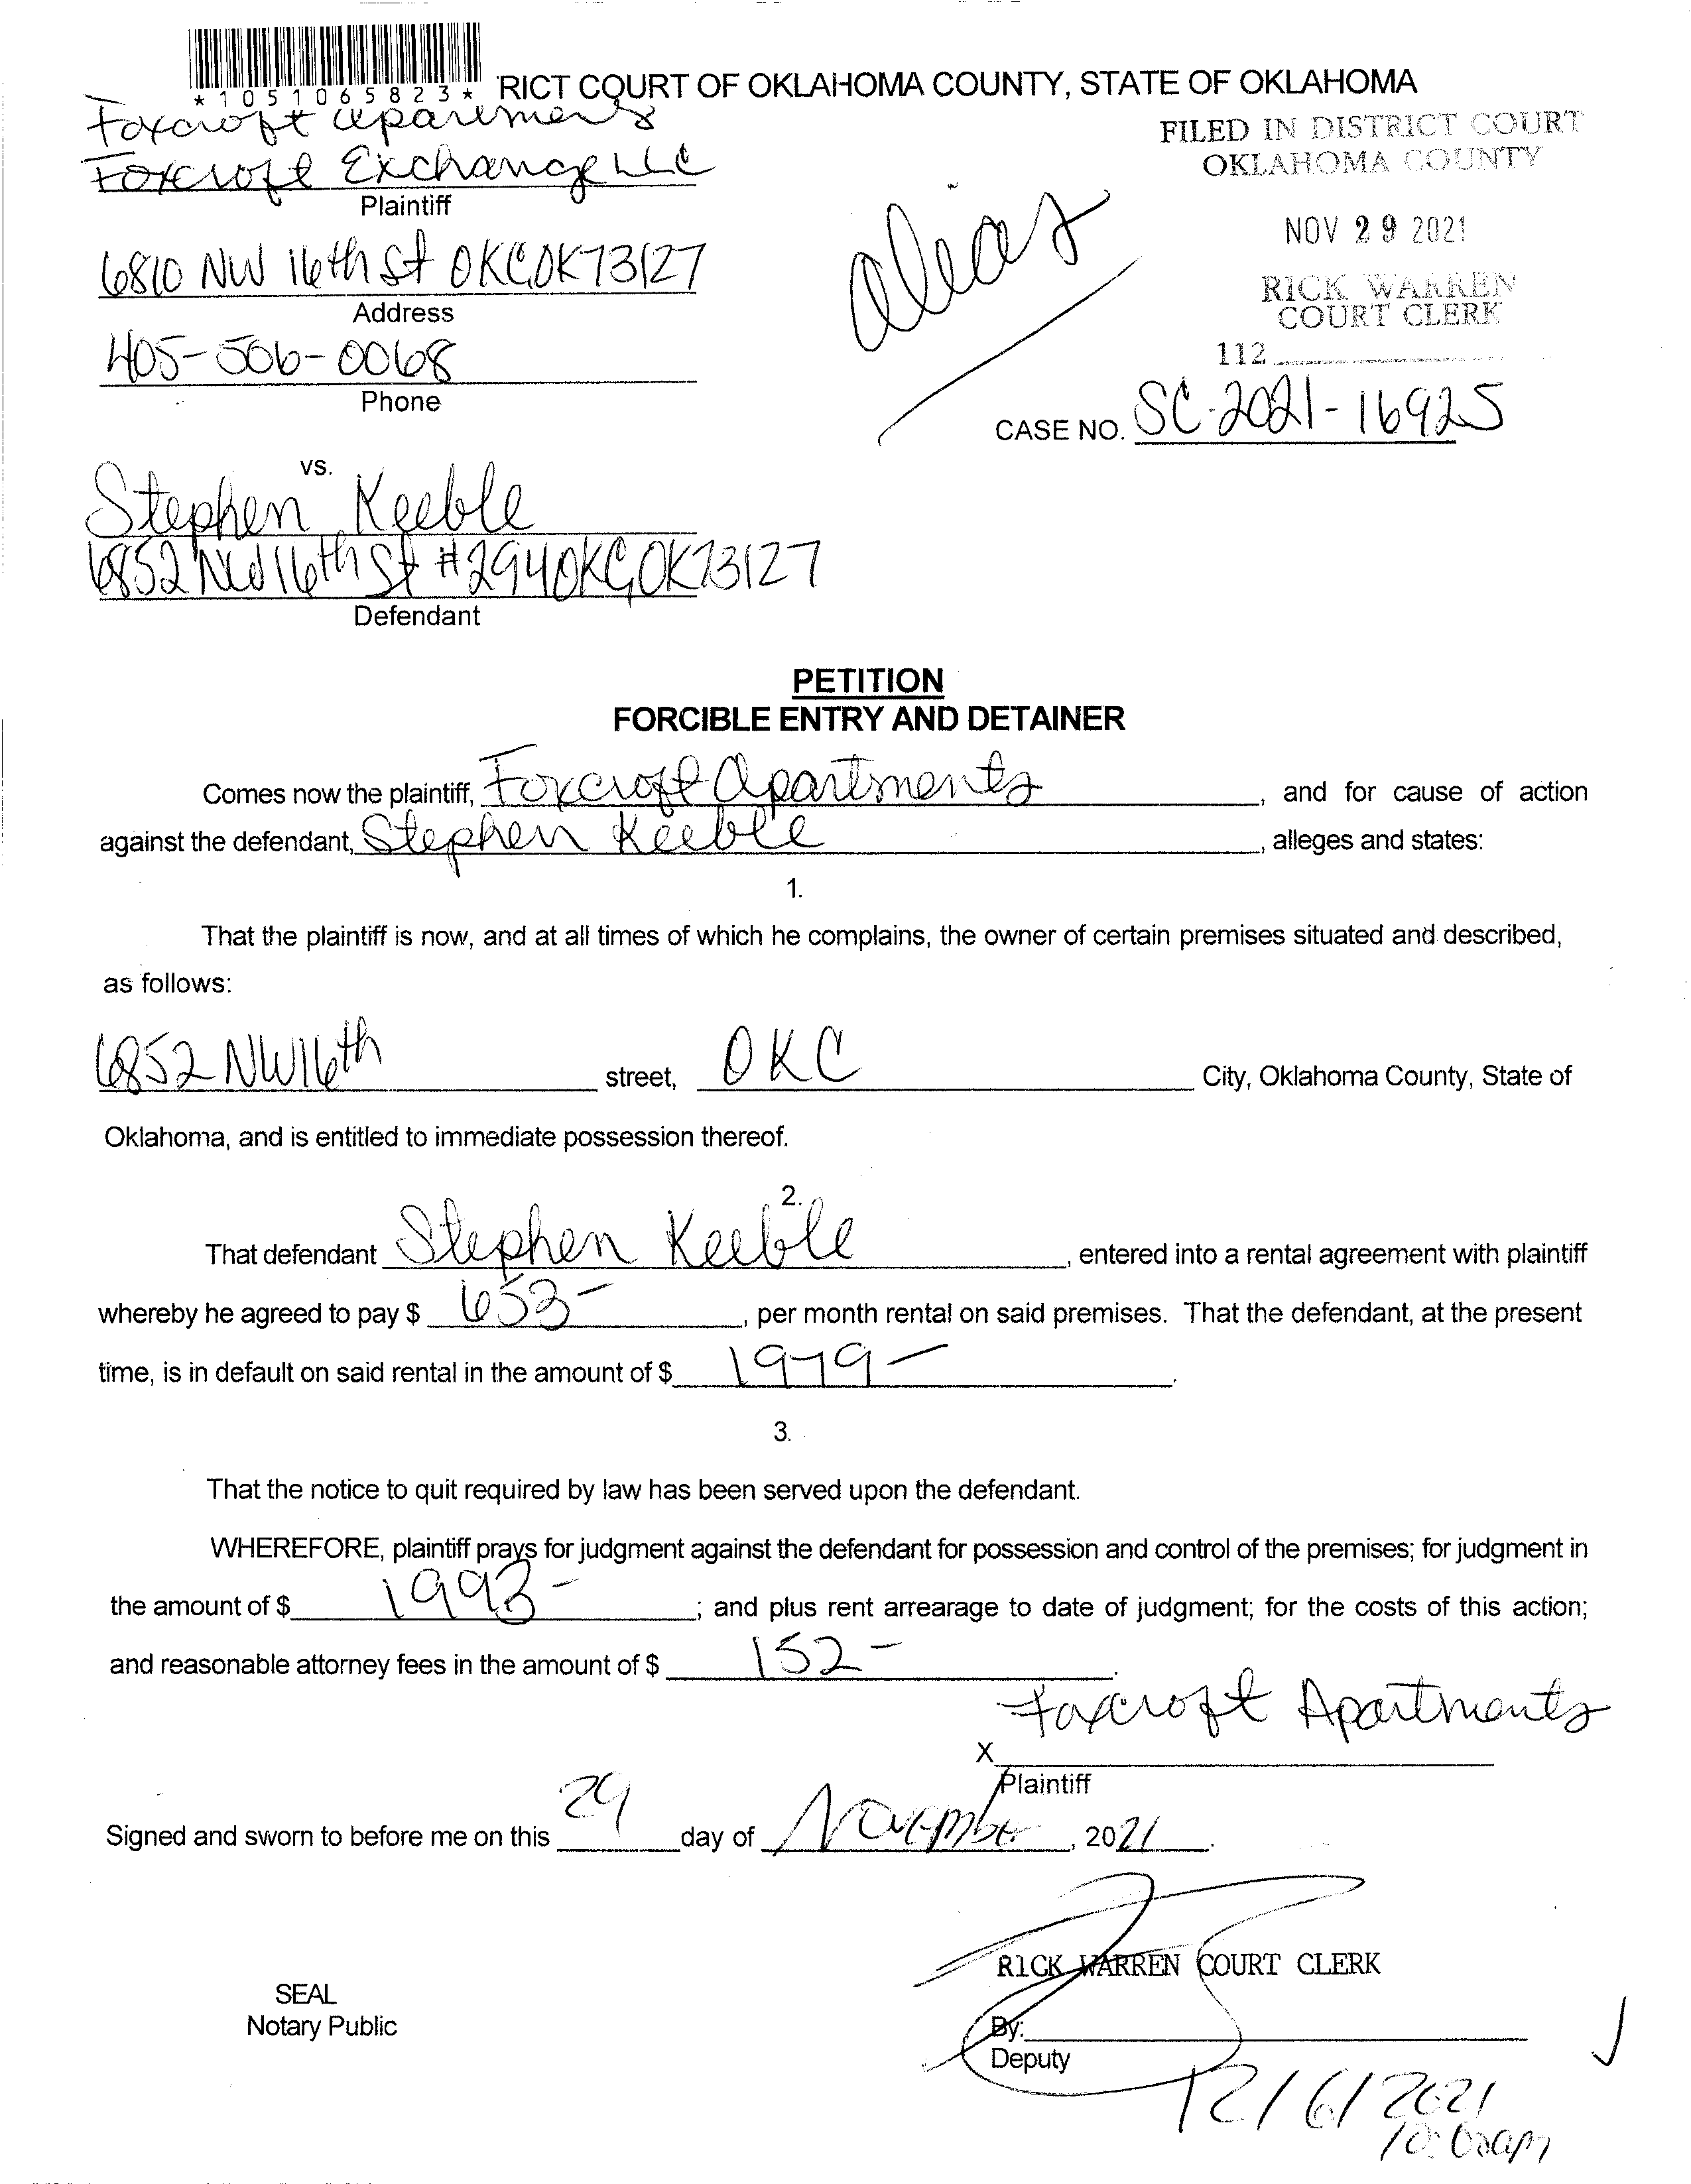 *1051065823* RICT COURT OF OKLAHOMA COUNTY, STATE OF OKLAHOMA
Foxcroft Apartments
Foxcroft Exchange LLC
Plaintiff
6810 NW 16th St OKC, OK 73127
Address
405-506-0068
Phone
alias
FILED IN DISTRICT COURT
OKLAHOMA COUNTY
NOV 29 2021
RICK WARREN
COURT CLERK
112
CASE NO. SC-2021-16925
vs.
Stephen Keeble
6852 NW 16th St #294 OKC, OK 73127
Defendant
PETITION
FORCIBLE ENTRY AND DETAINER
Comes now the plaintiff, Foxcroft Apartments, and for cause of action
against the defendant, Stephen Keeble, alleges and states:
1.
That the plaintiff is now, and at all times of which he complains, the owner of certain premises situated and described,
as follows:
6852 NW 16th street, OKC City, Oklahoma County, State of
Oklahoma, and is entitled to immediate possession thereof.
2.
That defendant Stephen Keeble, entered into a rental agreement with plaintiff
whereby he agreed to pay $ 653-, per month rental on said premises. That the defendant, at the present
time, is in default on said rental in the amount of $ 1979-.
3.
That the notice to quit required by law has been served upon the defendant.
WHEREFORE, plaintiff prays for judgment against the defendant for possession and control of the premises; for judgment in
the amount of $ 1993-; and plus rent arrearage to date of judgment; for the costs of this action;
and reasonable attorney fees in the amount of $ 152-.
Foxcroft Apartments
X
Plaintiff
Signed and sworn to before me on this 29 day of November, 2021.
RICK WARREN COURT CLERK
SEAL
Notary Public
By:
Deputy
12/6/2021
10:00am